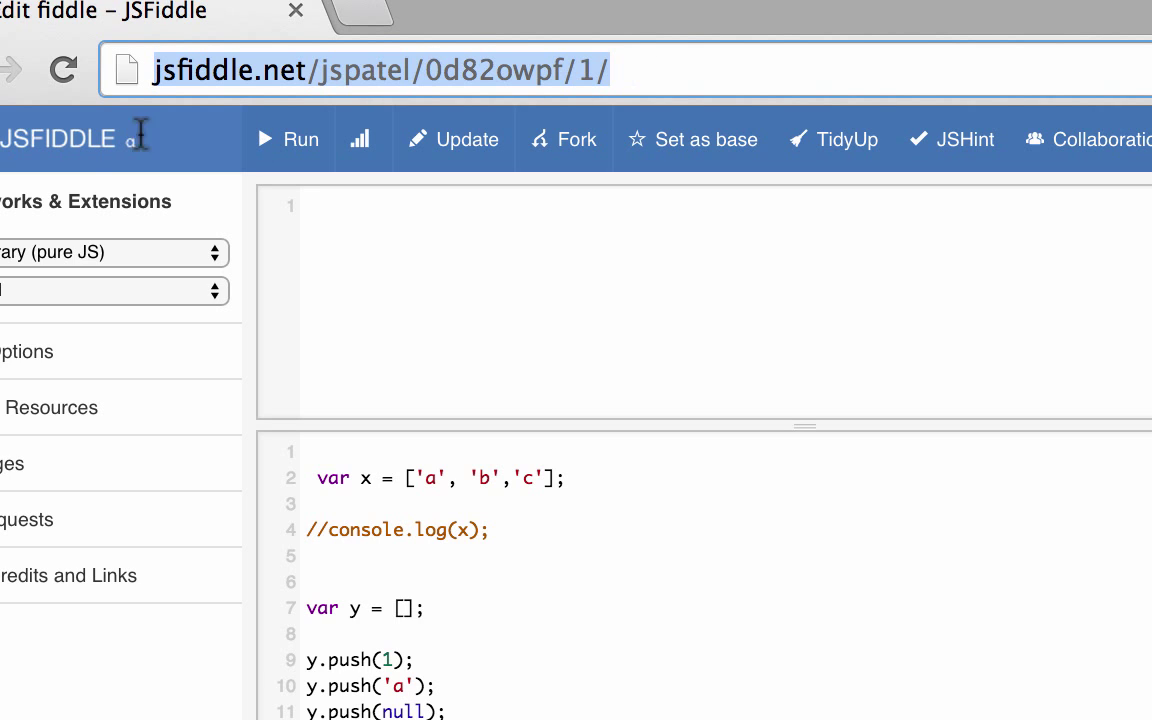 Edit fiddle – JSFiddle
jsfiddle.net/jspatel/0d82owpf/1/
JSFIDDLE α
Run
Update
Fork
Set as base
TidyUp
JSHint
Collaboratio
orks & Extensions
rary (pure JS)
ptions
Resources
ges
quests
redits and Links
1
1
2 var x = ['a', 'b','c'];
3
4 //console.log(x);
5
6
7 var y = [];
8
9 y.push(1);
10 y.push('a');
11 y.push(null);